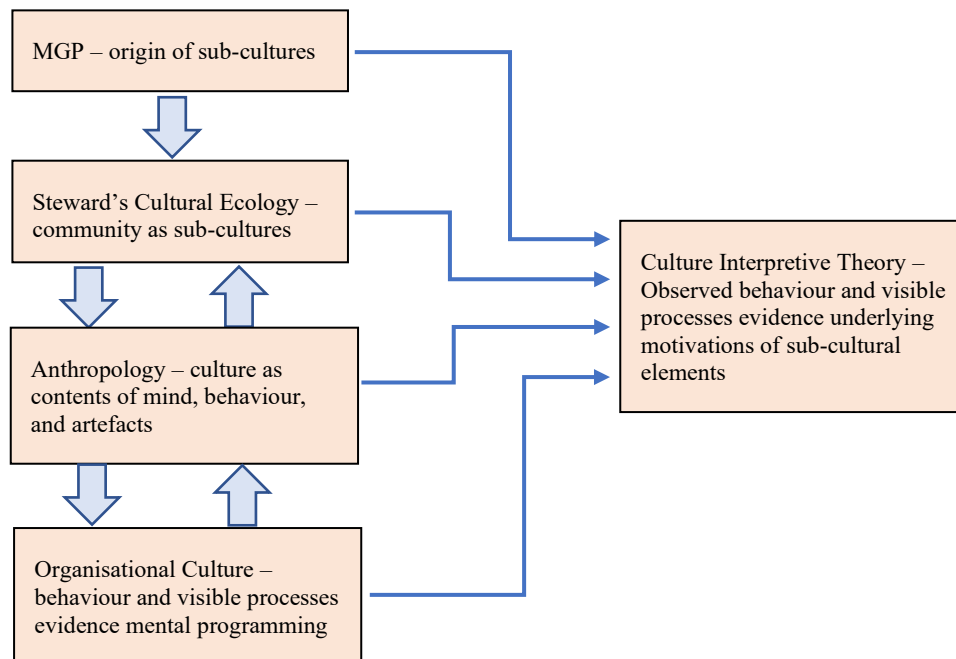 MGP – origin of sub-cultures
Steward’s Cultural Ecology –
community as sub-cultures
Anthropology – culture as
contents of mind, behaviour,
and artefacts
Organisational Culture –
behaviour and visible processes
evidence mental programming
Culture Interpretive Theory –
Observed behaviour and visible
processes evidence underlying
motivations of sub-cultural
elements